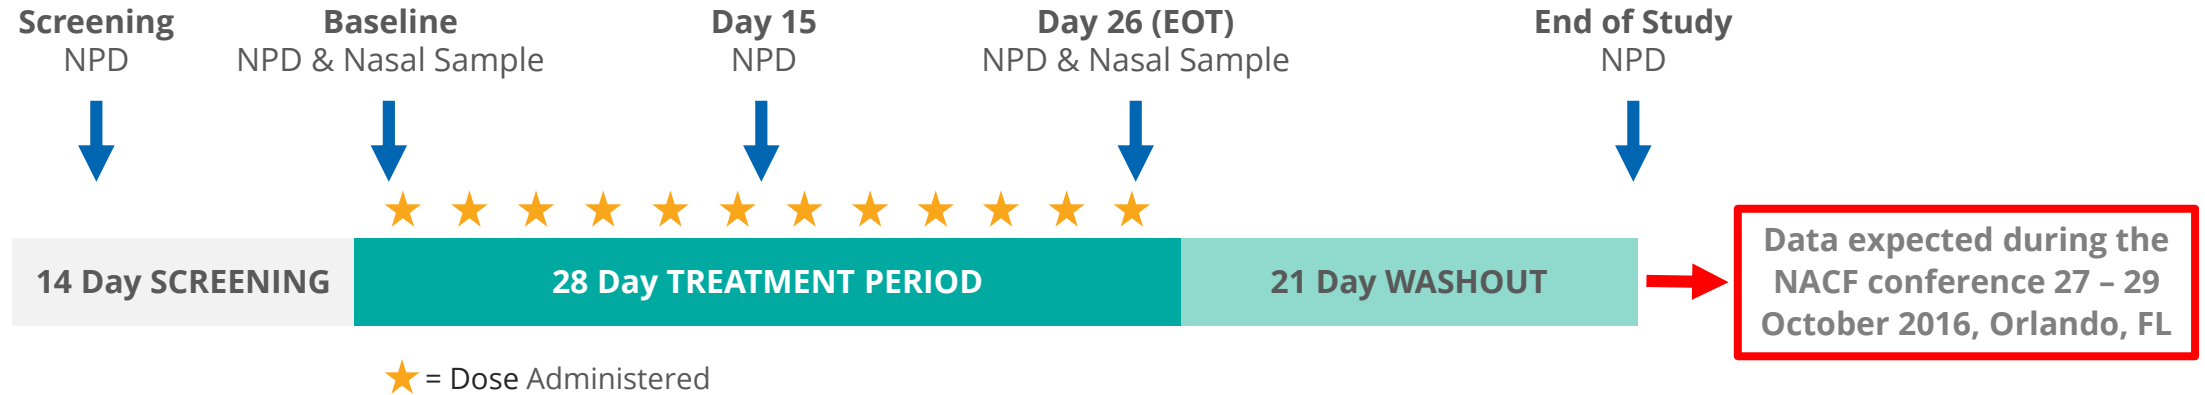 Screening
NPD
Baseline
NPD & Nasal Sample
Day 15
NPD
Day 26 (EOT)
NPD & Nasal Sample
End of Study
NPD
14 Day SCREENING
28 Day TREATMENT PERIOD
21 Day WASHOUT
Data expected during the
NACF conference 27 – 29
October 2016, Orlando, FL
= Dose Administered